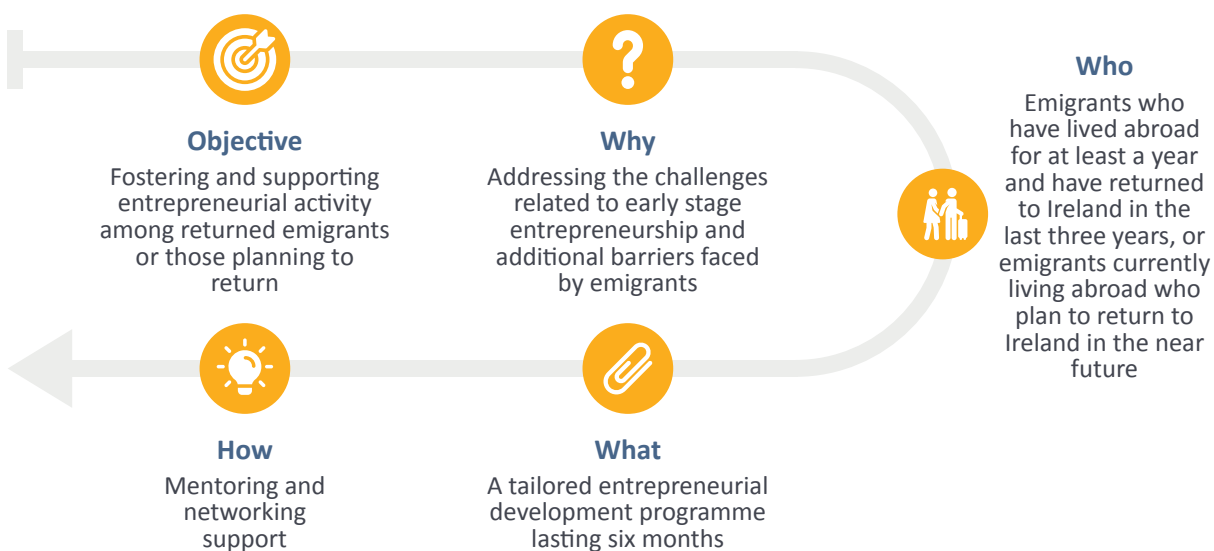 Objective
Fostering and supporting
entrepreneurial activity
among returned emigrants
or those planning to
return
Why
Addressing the challenges
related to early stage
entrepreneurship and
additional barriers faced
by emigrants
Who
Emigrants who
have lived abroad
for at least a year
and have returned
to Ireland in the
last three years, or
emigrants currently
living abroad who
plan to return to
Ireland in the near
future
What
A tailored entrepreneurial
development programme
lasting six months
How
Mentoring and
networking
support